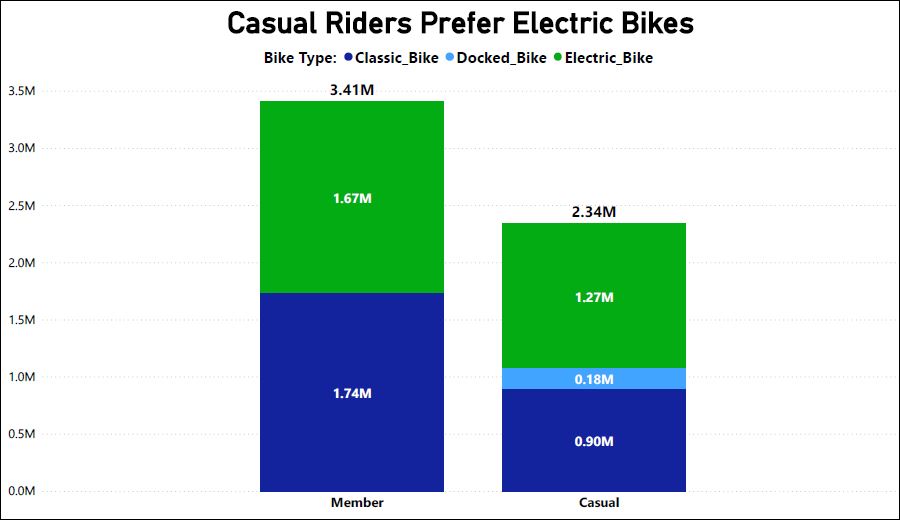 Casual Riders Prefer Electric Bikes
Bike Type: Classic_Bike Docked_Bike Electric_Bike
3.5M
3.0M
2.5M
2.0M
1.5M
1.0M
0.5M
0.0M
3.41M
1.67M
1.74M
2.34M
1.27M
0.18M
0.90M
Member Casual